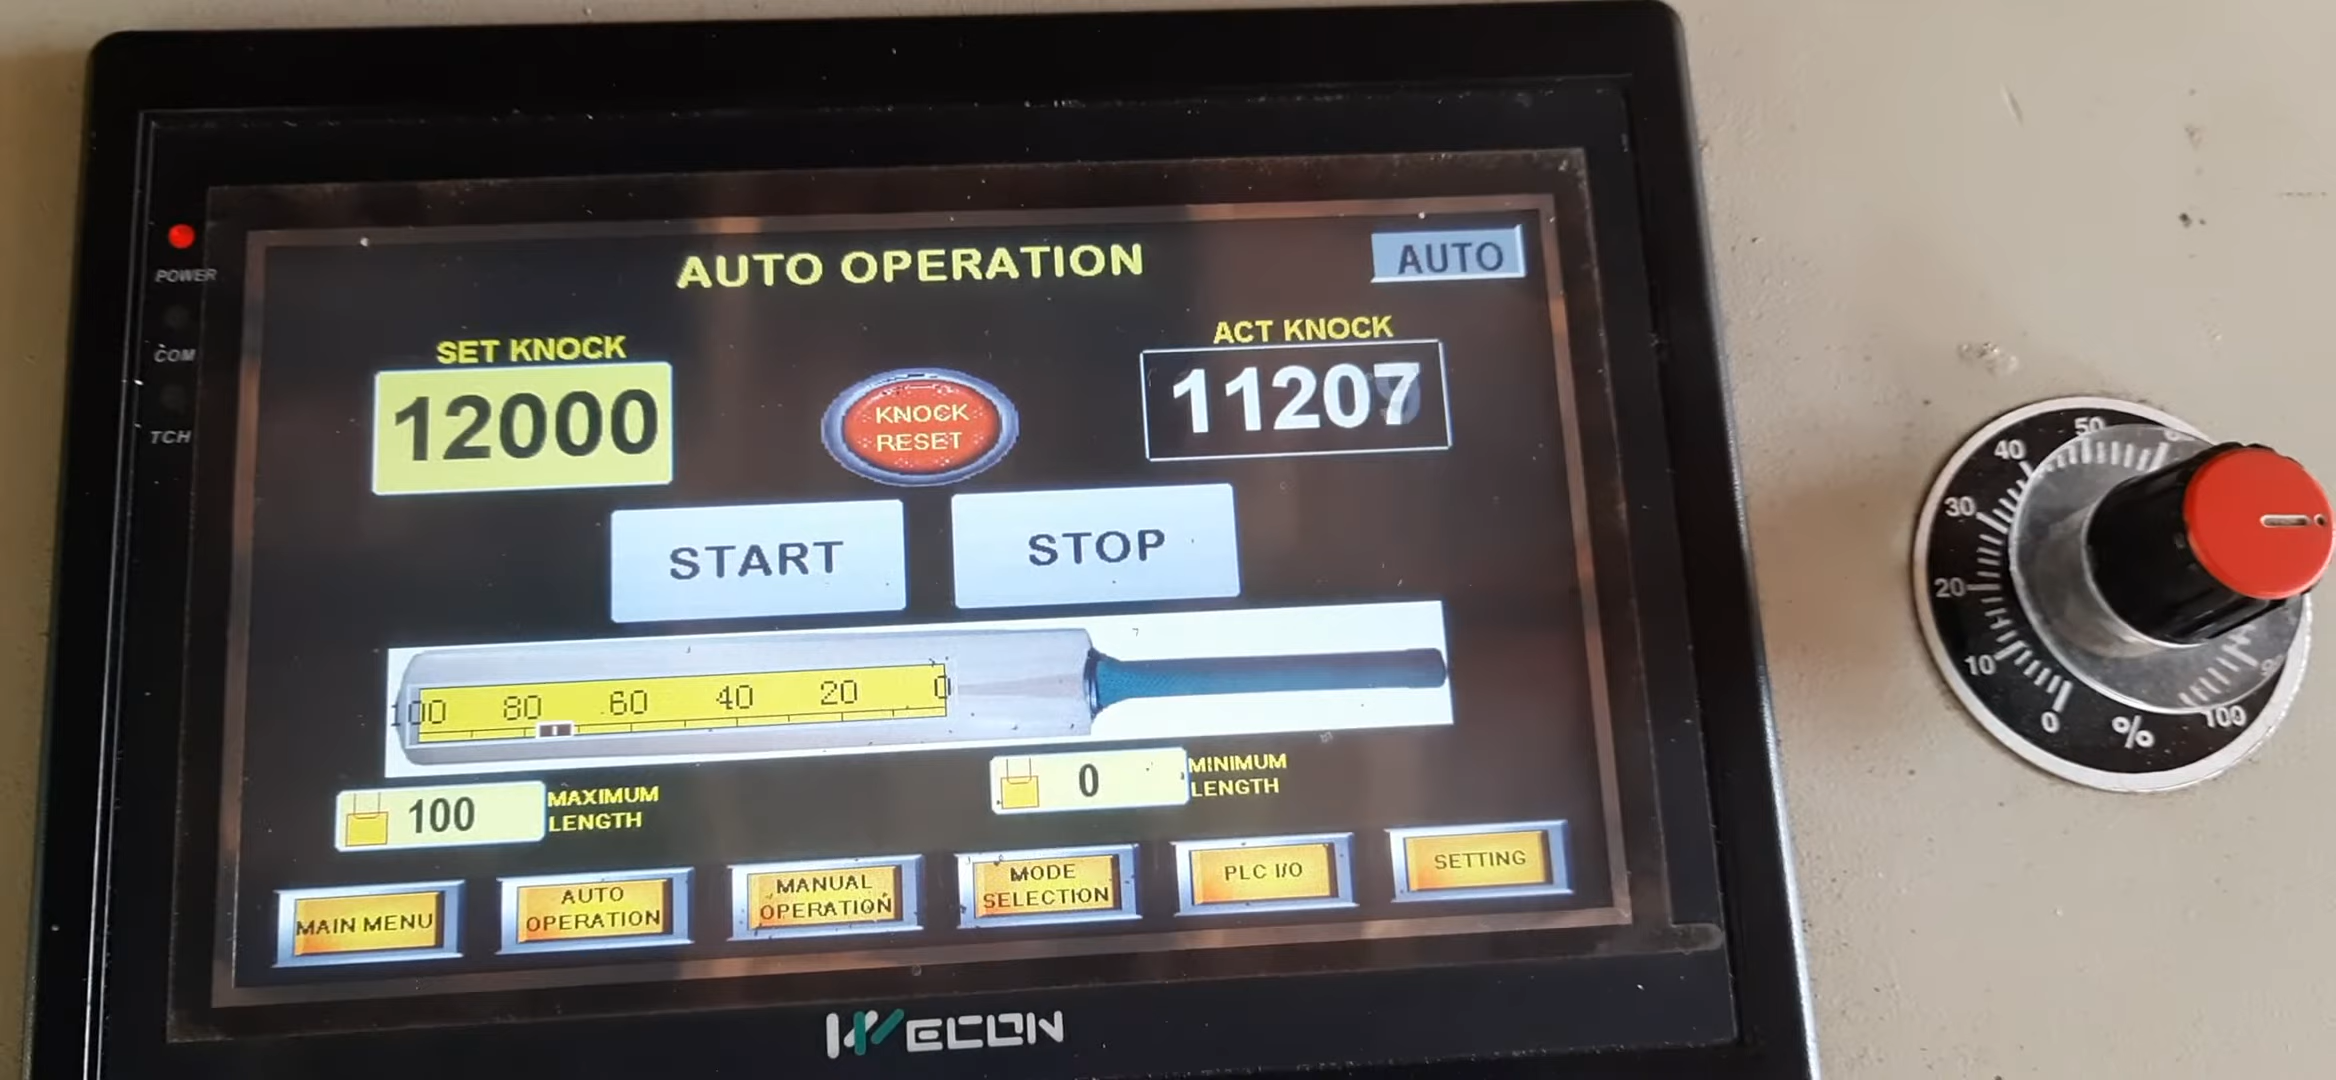 AUTO OPERATION
AUTO
SET KNOCK
ACT KNOCK
12000
KNOCK
RESET
11207
START
STOP
100 80 60 40 20 0
100
MAXIMUM
LENGTH
0
MINIMUM
LENGTH
MAIN MENU
AUTO
OPERATION
MANUAL
OPERATION
MODE
SELECTION
PLC I/O
SETTING
POWER
COM
TCH
WECON
0 10 20 30 40 50
100
%